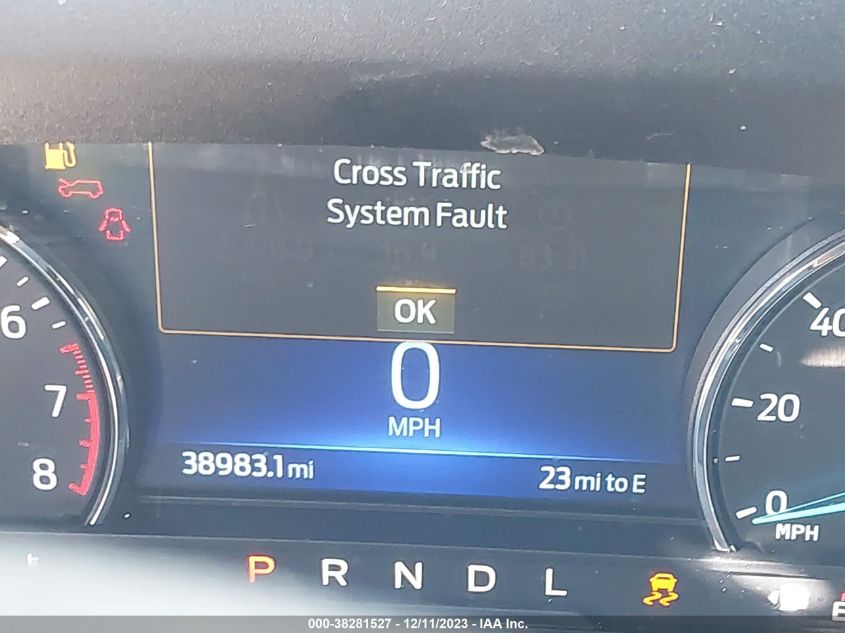 Cross Traffic
System Fault
OK
6
7
8
0
MPH
38983.1 mi
23 mi to E
40
20
0
MPH
P R N D L
000-38281527 - 12/11/2023 - IAA Inc.